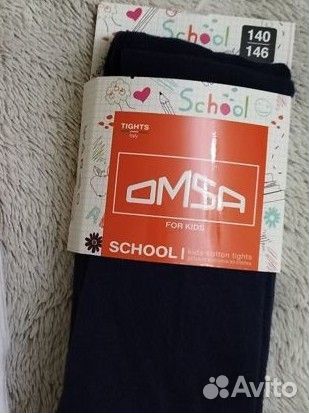 School
140
146
School
TIGHTS
OMSA
FOR KIDS
SCHOOL | kids cotton tights
Avito